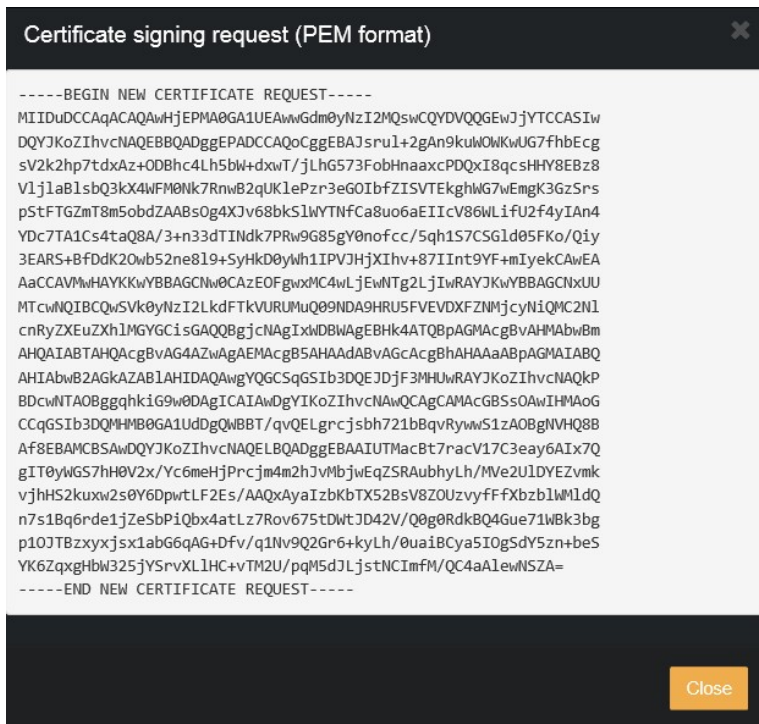 Certificate signing request (PEM format)
-----BEGIN NEW CERTIFICATE REQUEST-----
MIIDuDCCAqACAQAwHjEPMA0GA1UEAwwGdm0yNzI2MQswCQYDVQQGEwJjYTCCASIw
DQYJKoZIhvcNAQEBBQADggEPADCCAQoCggEBAJsrul+2gAn9kuWOWKwUG7fhbEcg
sV2k2hp7tdxAz+ODBhc4Lh5bW+dxwT/jLhG573FobHnaaxcPDQxI8qcsHHY8EBz8
VljlaBlsbQ3kX4WFM0Nk7RnwB2qUKlePzr3eGOIbfZISVTEkghWG7wEmgK3GzSrs
pStFTGZmT8m5obdZAABsOg4XJv68bkSlWYTNfCa8uo6aEIIcV86WLifU2f4yIAn4
YDc7TA1Cs4taQ8A/3+n33dTINdk7PRw9G85gY0nofcc/5qh1S7CSGld05FKo/Qiy
3EARS+BfDdK2Owb52ne8l9+SyHkD0yWh1IPVJHjXIhv+87IInt9YF+mIyekCAwEA
AaCCAVMwHAYKKwYBBAGCNw0CAzEOFgwxMC4wLjEwNTg2LjIwRAYJKwYBBAGCNxUU
MTcwNQIBCQwSVk0yNzI2LkdFTkVURUMuQ09NDA9HRU5FVEVDXFZNMjcyNiQMC2Nl
cnRyZXEuZXhlMGYGCisGAQQBgjcNAgIxWDBWAgEBHk4ATQBpAGMAcgBvAHMAbwBm
AHQAIABTAHQAcgBvAG4AZwAgAEMAcgB5AHAAdABvAGcAcgBhAHAAaABpAGMAIABQ
AHIAbwB2AGkAZABlAHIDAQAwgYQGCSqGSIb3DQEJDjF3MHUwRAYJKoZIhvcNAQkP
BDcwNTAOBggqhkiG9w0DAgICAIAwDgYIKoZIhvcNAwQCAgCAMAcGBSsOAwIHMAoG
CCqGSIb3DQMHMB0GA1UdDgQWBBT/qvQELgrcjsbh721bBqvRywwS1zAOBgNVHQ8B
Af8EBAMCBSAwDQYJKoZIhvcNAQELBQADggEBAAIUTMacBt7racV17C3eay6AIx7Q
gIT0yWGS7hH0V2x/Yc6meHjPrcjm4m2hJvMbjwEqZSRAubhyLh/MVe2UlDYEZvmk
vjhHS2kuxw2s0Y6DpwtLF2Es/AAQxAyaIzbKbTX52BsV8ZOUzvyfFfXbzblWMldQ
n7s1Bq6rde1jZeSbPiQbx4atLz7Rov675tDWtJD42V/Q0g0RdkBQ4Gue71WBk3bg
p1OJTBzxyxjsx1abG6qAG+Dfv/q1Nv9Q2Gr6+kyLh/0uaiBCya5IOgSdY5zn+beS
YK6ZqxgHbW325jYSrvXLlHC+vTM2U/pqM5dJLjstNCImfM/QC4aAlewNSZA=
-----END NEW CERTIFICATE REQUEST-----
Close